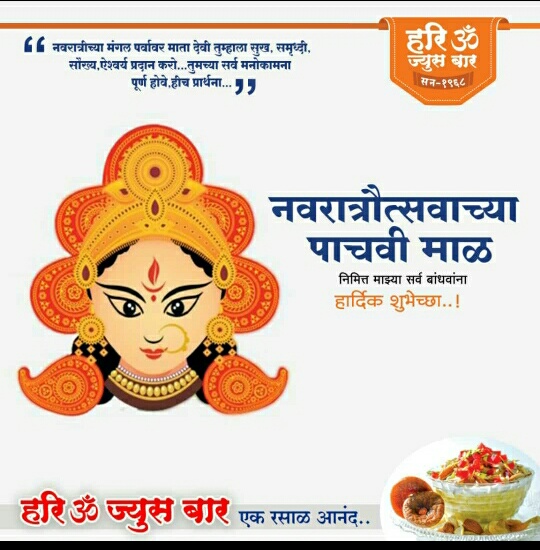 ❝ नवरात्रीच्या मंगल पर्वावर माता देवी तुम्हाला सुख, समृध्दी,
सौख्य,ऐश्वर्य प्रदान करो...तुमच्या सर्व मनोकामना
पूर्ण होवे,हीच प्रार्थना... ❞
हरि ॐ
ज्युस बार
सन-१९६८
नवरात्रौत्सवाच्या
पाचवी माळ
निमित्त माझ्या सर्व बांधवांना
हार्दिक शुभेच्छा..!
हरि ॐ ज्युस बार एक रसाळ आनंद..